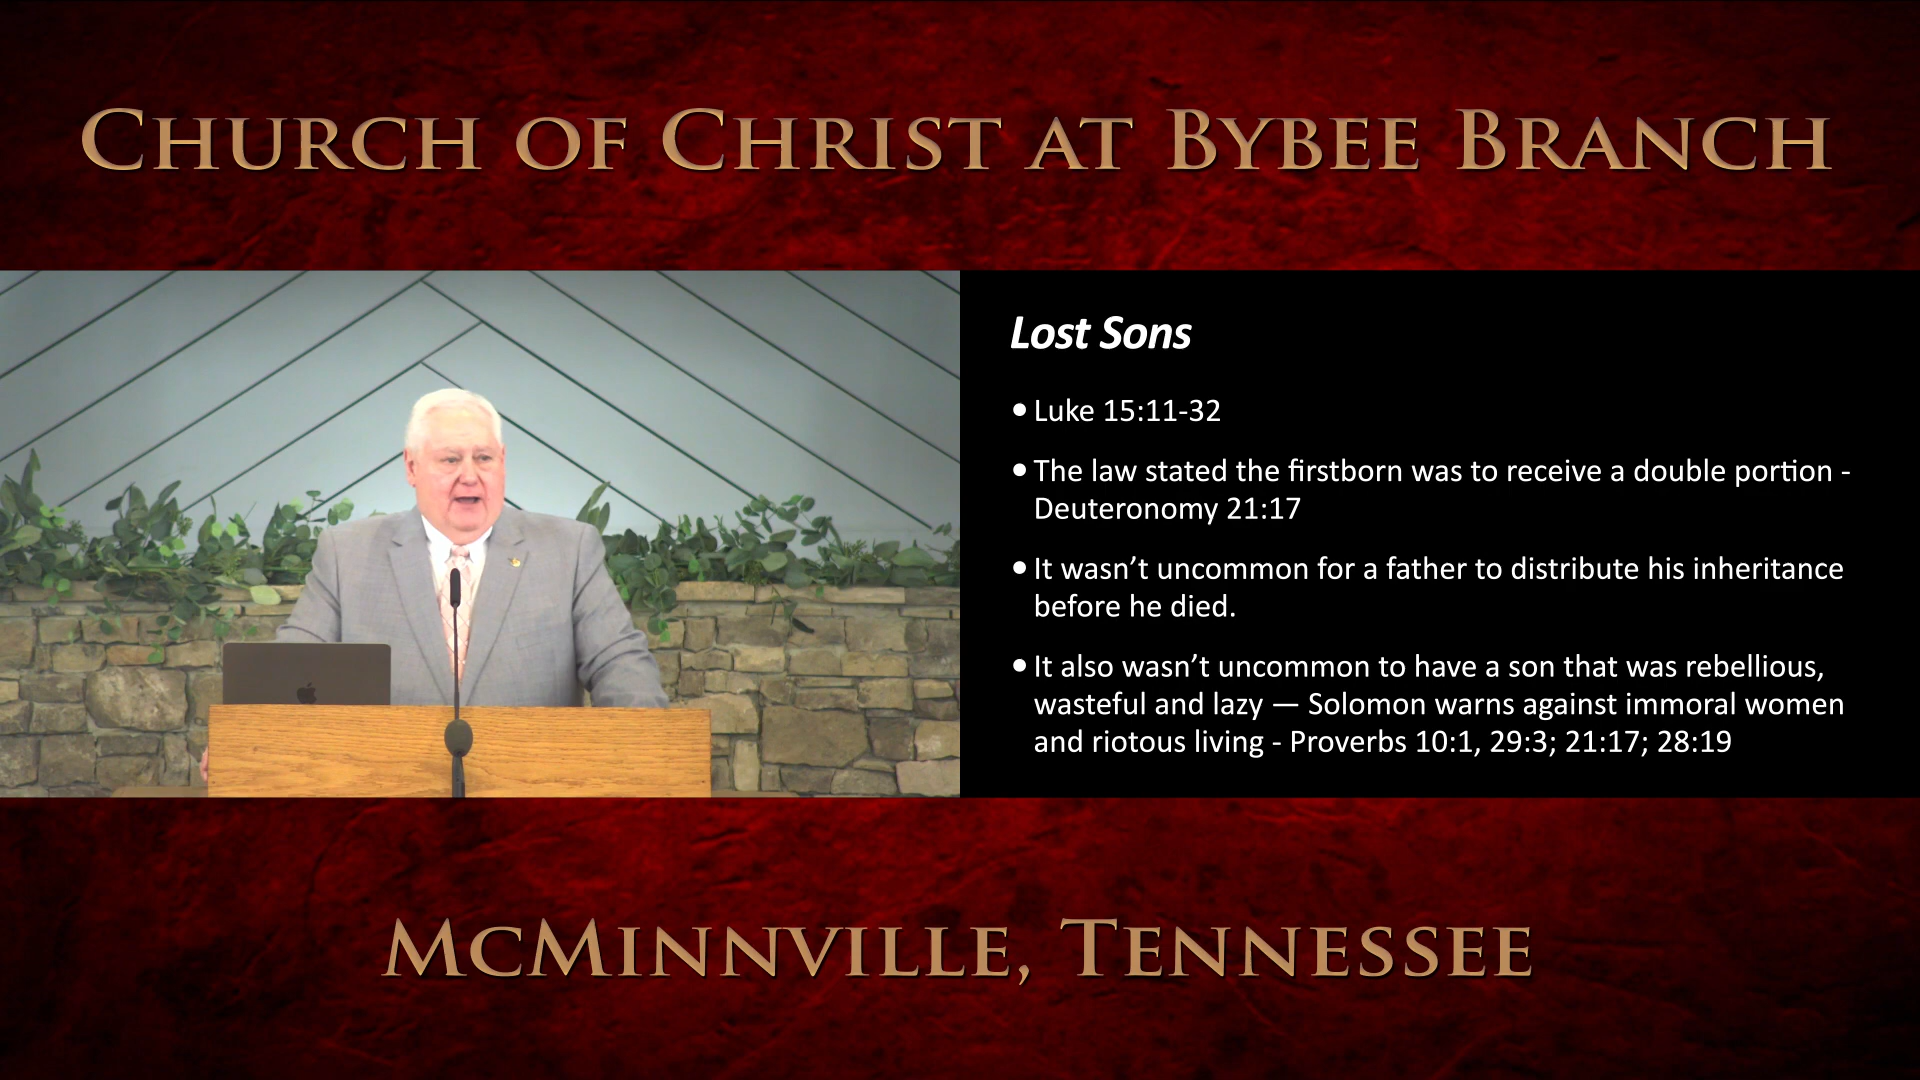 CHURCH OF CHRIST AT BYBEE BRANCH
Lost Sons
• Luke 15:11-32
• The law stated the firstborn was to receive a double portion -
Deuteronomy 21:17
• It wasn’t uncommon for a father to distribute his inheritance
before he died.
• It also wasn’t uncommon to have a son that was rebellious,
wasteful and lazy — Solomon warns against immoral women
and riotous living - Proverbs 10:1, 29:3; 21:17; 28:19
MCMINNVILLE, TENNESSEE